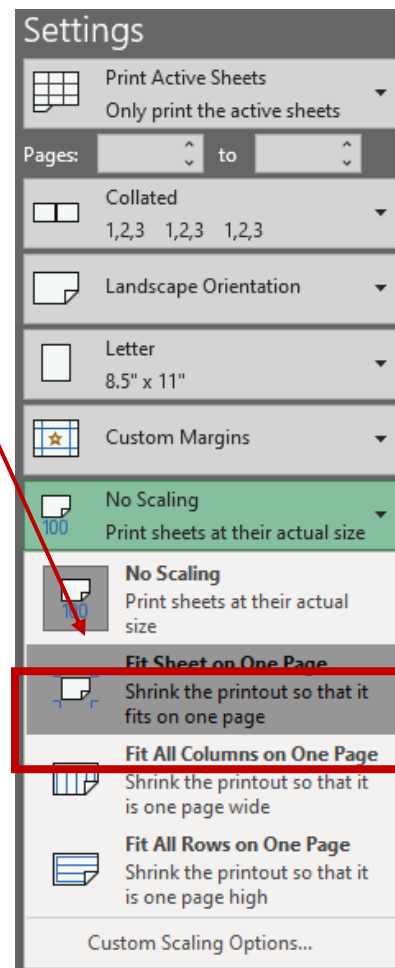 Settings
Print Active Sheets
Only print the active sheets
Pages: to
Collated
1,2,3 1,2,3 1,2,3
Landscape Orientation
Letter
8.5" x 11"
Custom Margins
No Scaling
100
Print sheets at their actual size
No Scaling
Print sheets at their actual
100
size
Fit Sheet on One Page
Shrink the printout so that it
fits on one page
Fit All Columns on One Page
Shrink the printout so that it
is one page wide
Fit All Rows on One Page
Shrink the printout so that it
is one page high
Custom Scaling Options...